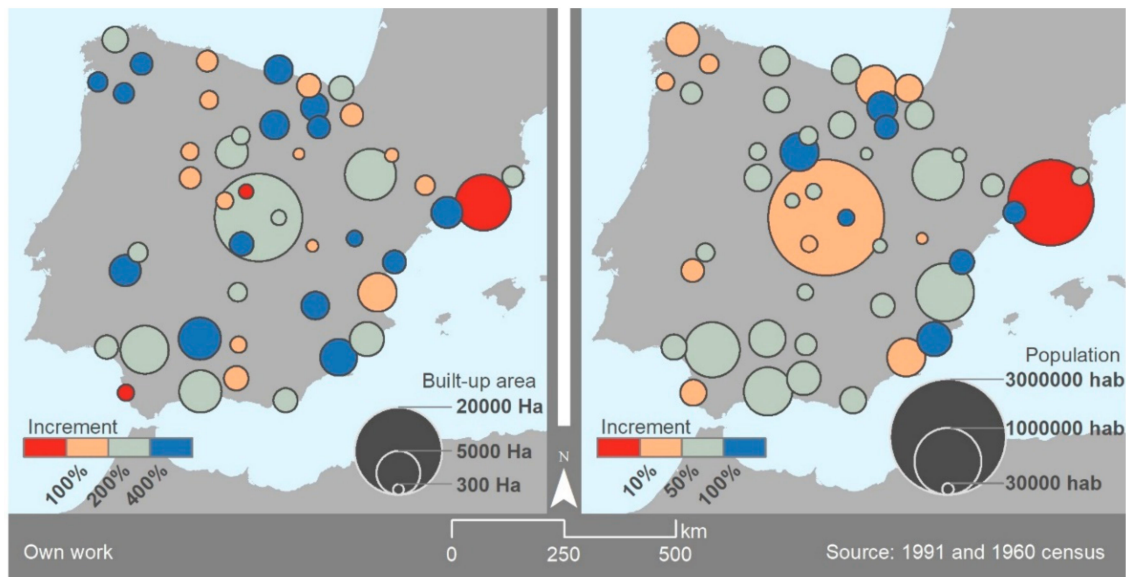 Built-up area
20000 Ha
5000 Ha
300 Ha
Increment
100%
200%
400%
Population
3000000 hab
1000000 hab
30000 hab
Increment
10%
50%
100%
N
km
0 250 500
Own work
Source: 1991 and 1960 census